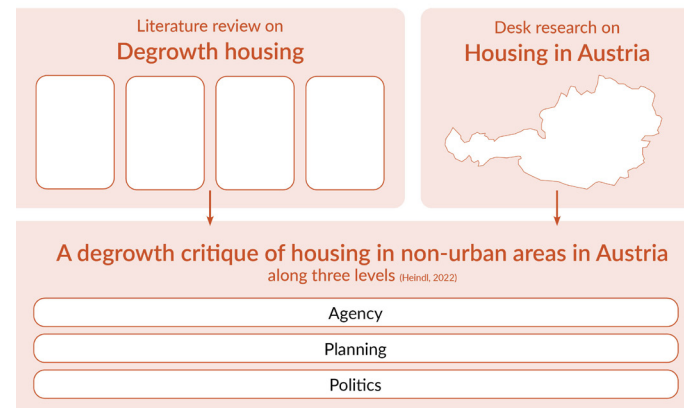 Literature review on
Degrowth housing
Desk research on
Housing in Austria
A degrowth critique of housing in non-urban areas in Austria
along three levels (Heindl, 2022)
Agency
Planning
Politics